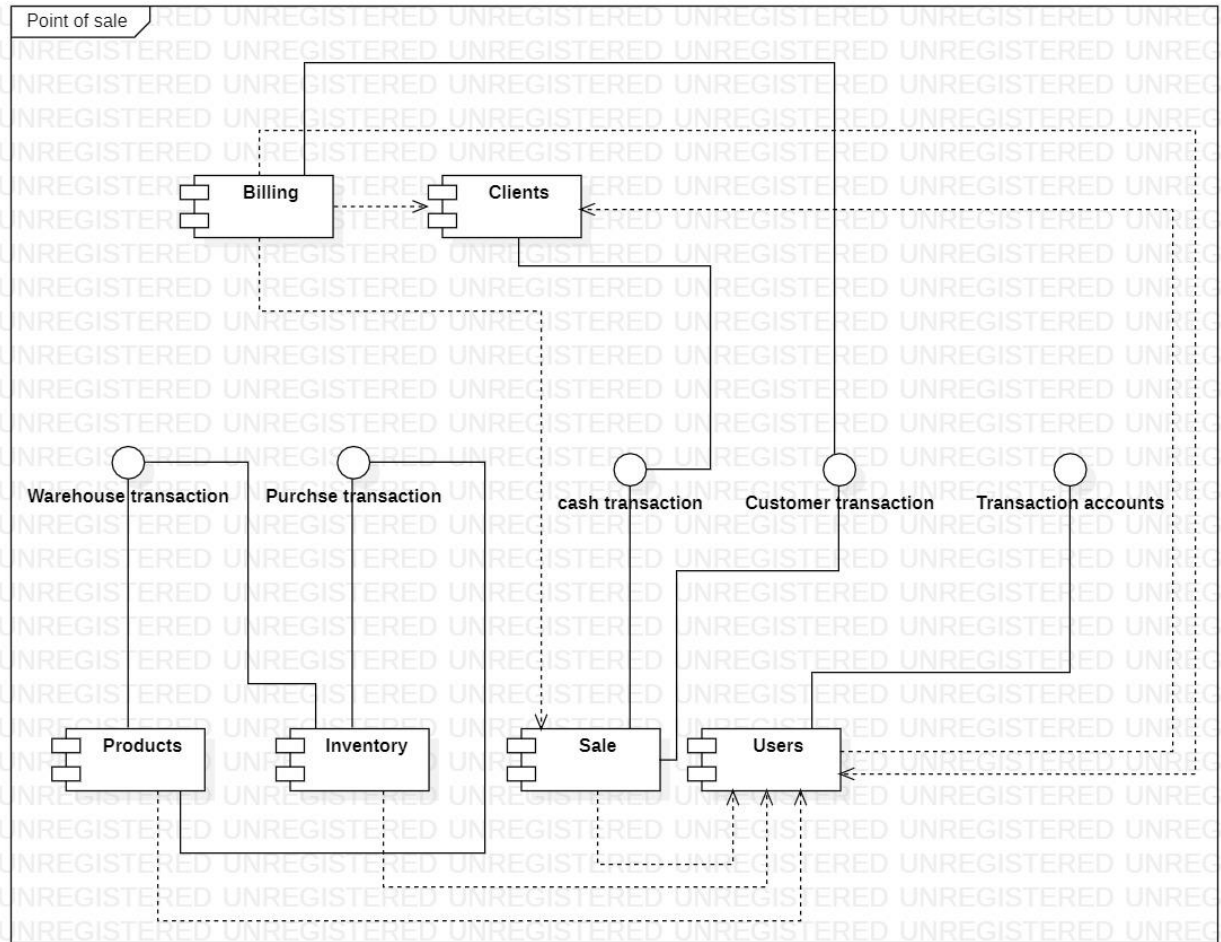 Point of sale
Billing
Clients
Warehouse transaction
Purchse transaction
cash transaction
Customer transaction
Transaction accounts
Products
Inventory
Sale
Users
UNREGISTERED